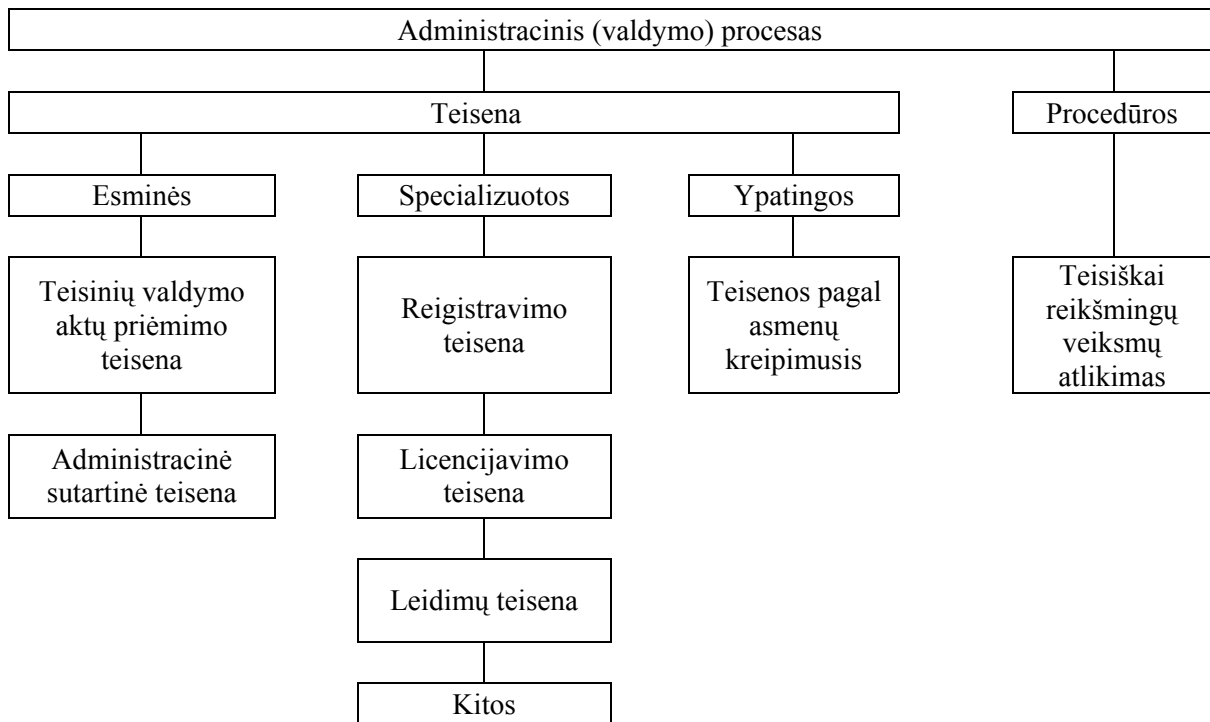 Administracinis (valdymo) procesas
Teisena
Procedūros
Esminės
Specializuotos
Ypatingos
Teisinių valdymo
aktų priėmimo
teisena
Reigistravimo
teisena
Teisenos pagal
asmenų
kreipimusis
Teisiškai
reikšmingų
veiksmų
atlikimas
Administracinė
sutartinė teisena
Licencijavimo
teisena
Leidimų teisena
Kitos